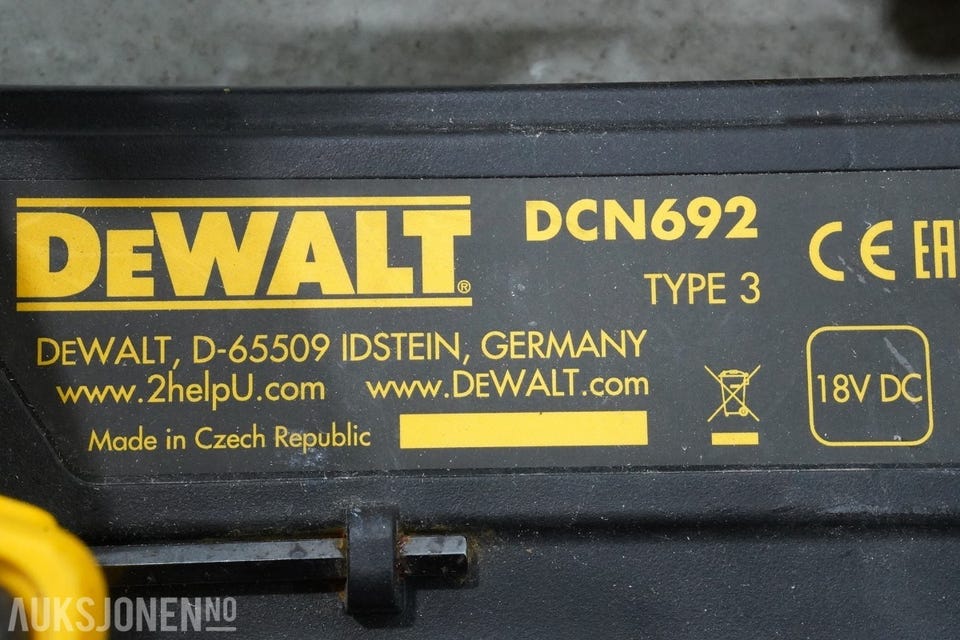 DEWALT®
DCN692
TYPE 3
CE EA
DEWALT, D-65509 IDSTEIN, GERMANY
www.2helpU.com www.DEWALT.com
Made in Czech Republic
18V DC
AUKSJONEN.NO